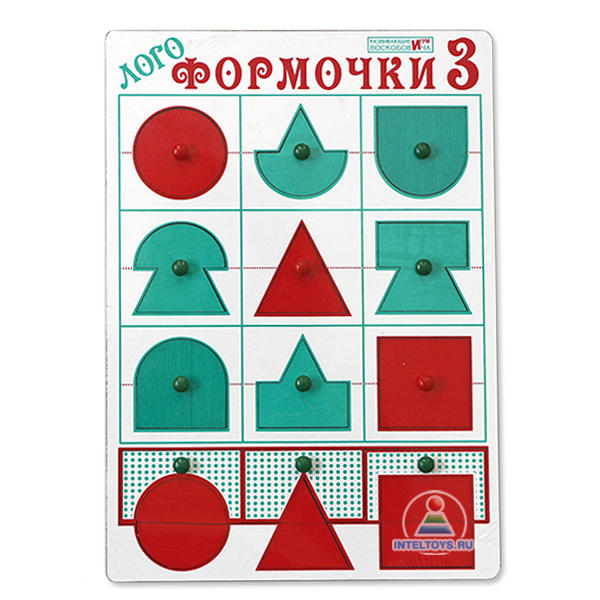 РАЗВИВАЮЩИЕ ИГРЫ
ВОСКОБОВИЧА
ЛОГО
ФОРМОЧКИ 3
INTELTOYS.RU